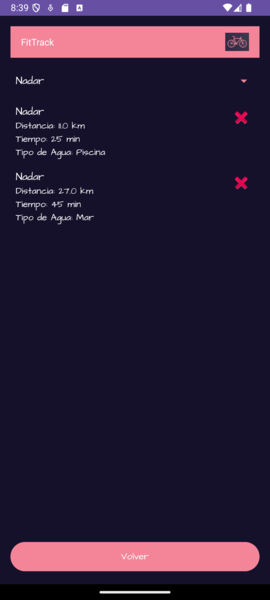 8:39
FitTrack
Nadar
Nadar
Distancia: 11.0 km
Tiempo: 25 min
Tipo de Agua: Piscina
Nadar
Distancia: 27.0 km
Tiempo: 45 min
Tipo de Agua: Mar
Volver